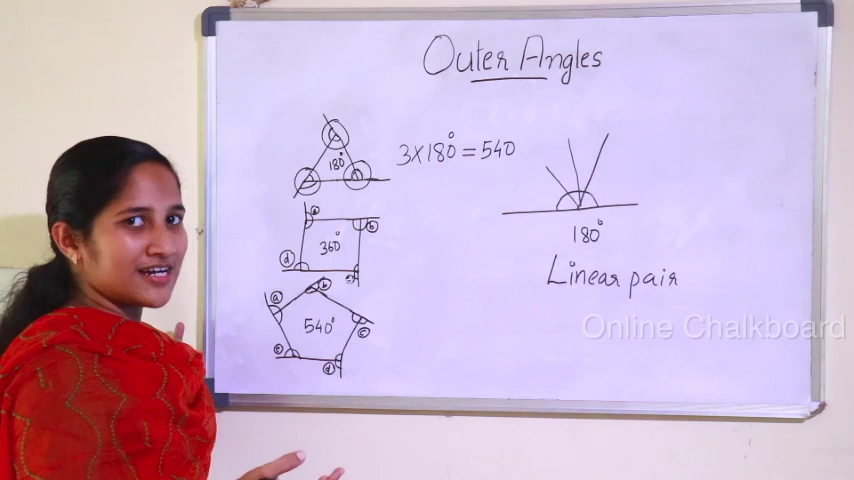 Outer Angles
180°
3×180° = 540
a
b
360°
d
c
a
b
540°
c
e
d
180°
Linear pair
Online Chalkboard